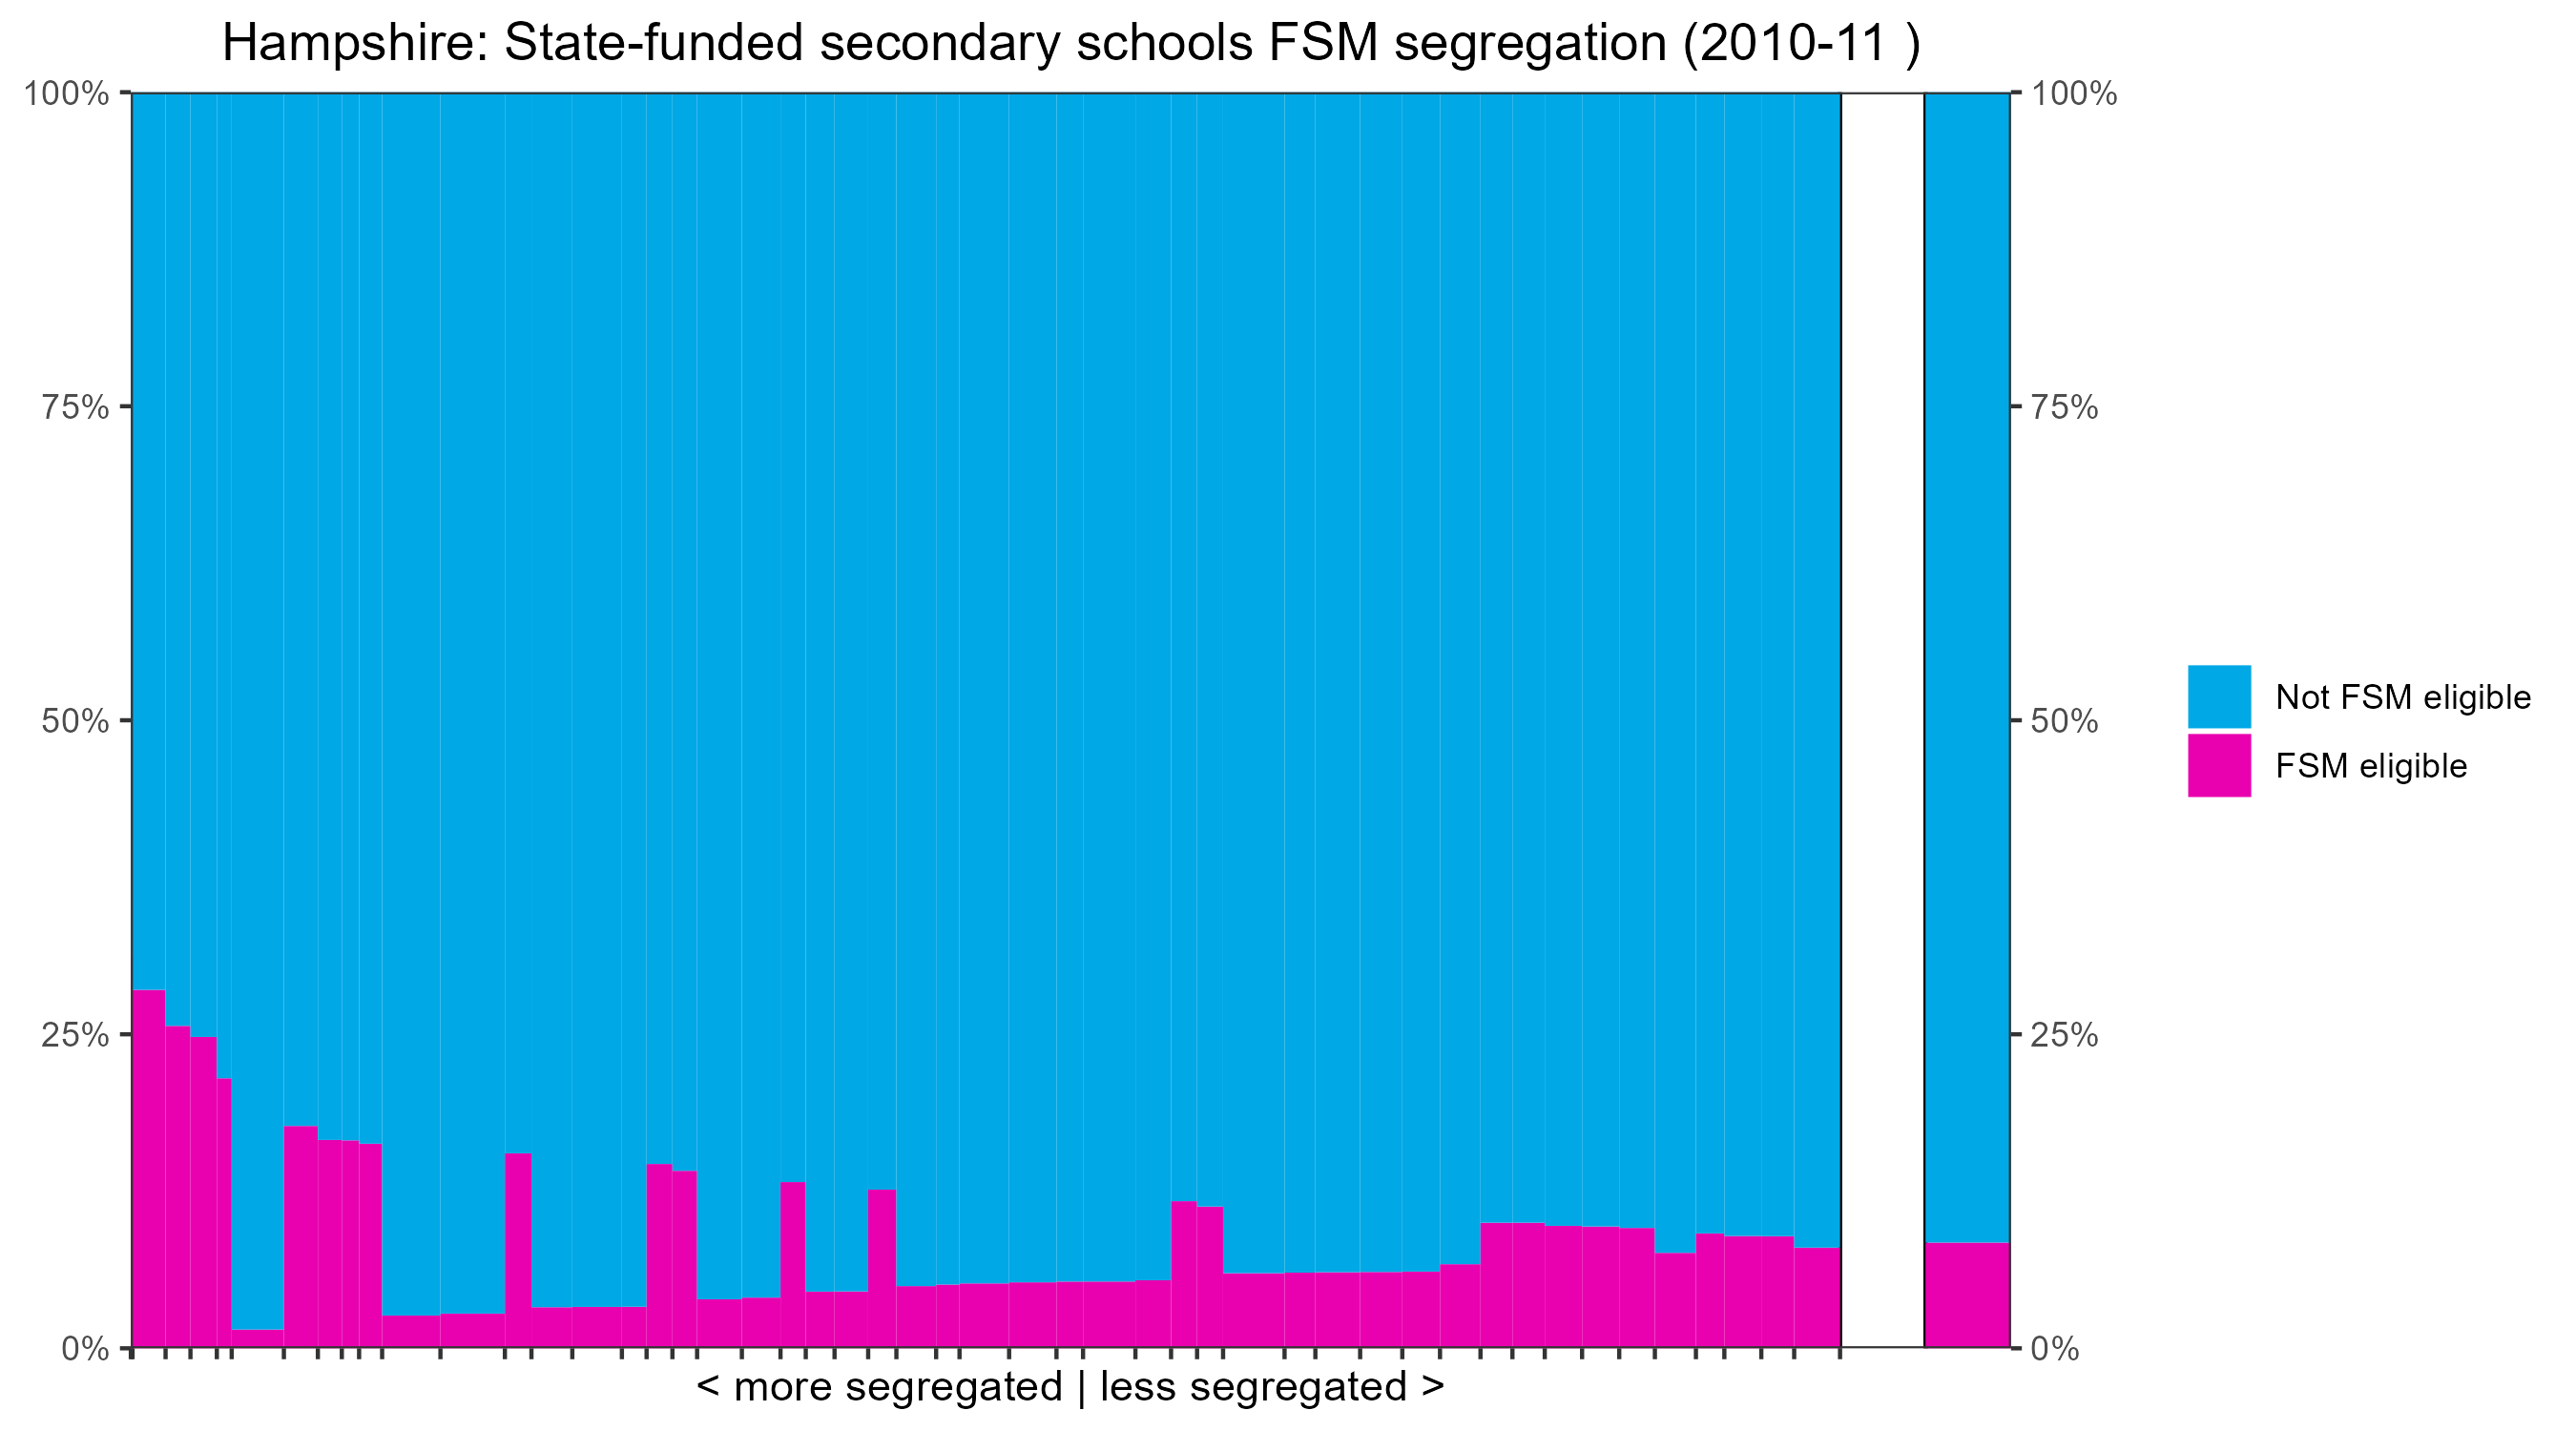 Hampshire: State-funded secondary schools FSM segregation (2010-11 )
100%
75%
50%
25%
0%
100%
75%
50%
25%
0%
Not FSM eligible
FSM eligible
< more segregated | less segregated >